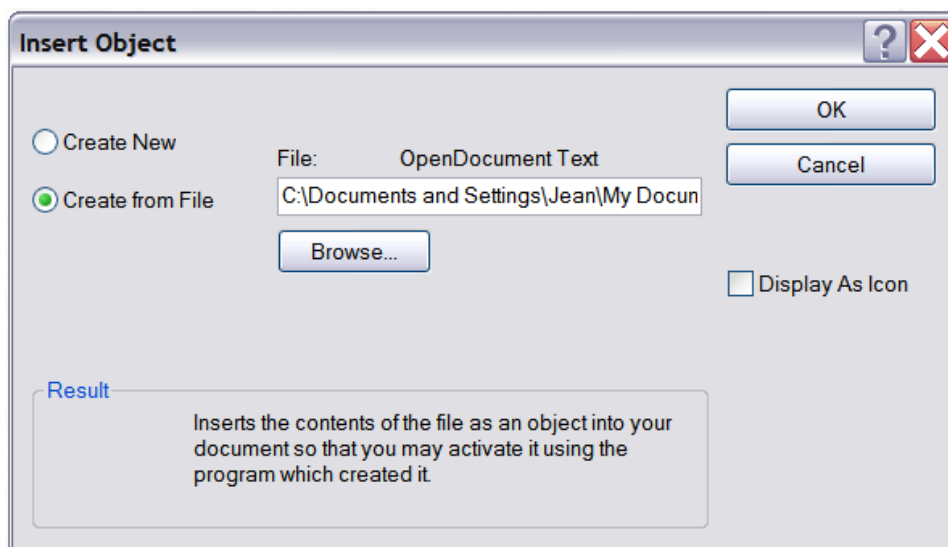 Insert Object
Create New
Create from File
File: OpenDocument Text
C:\Documents and Settings\Jean\My Docum
Browse...
OK
Cancel
Display As Icon
Result
Inserts the contents of the file as an object into your
document so that you may activate it using the
program which created it.